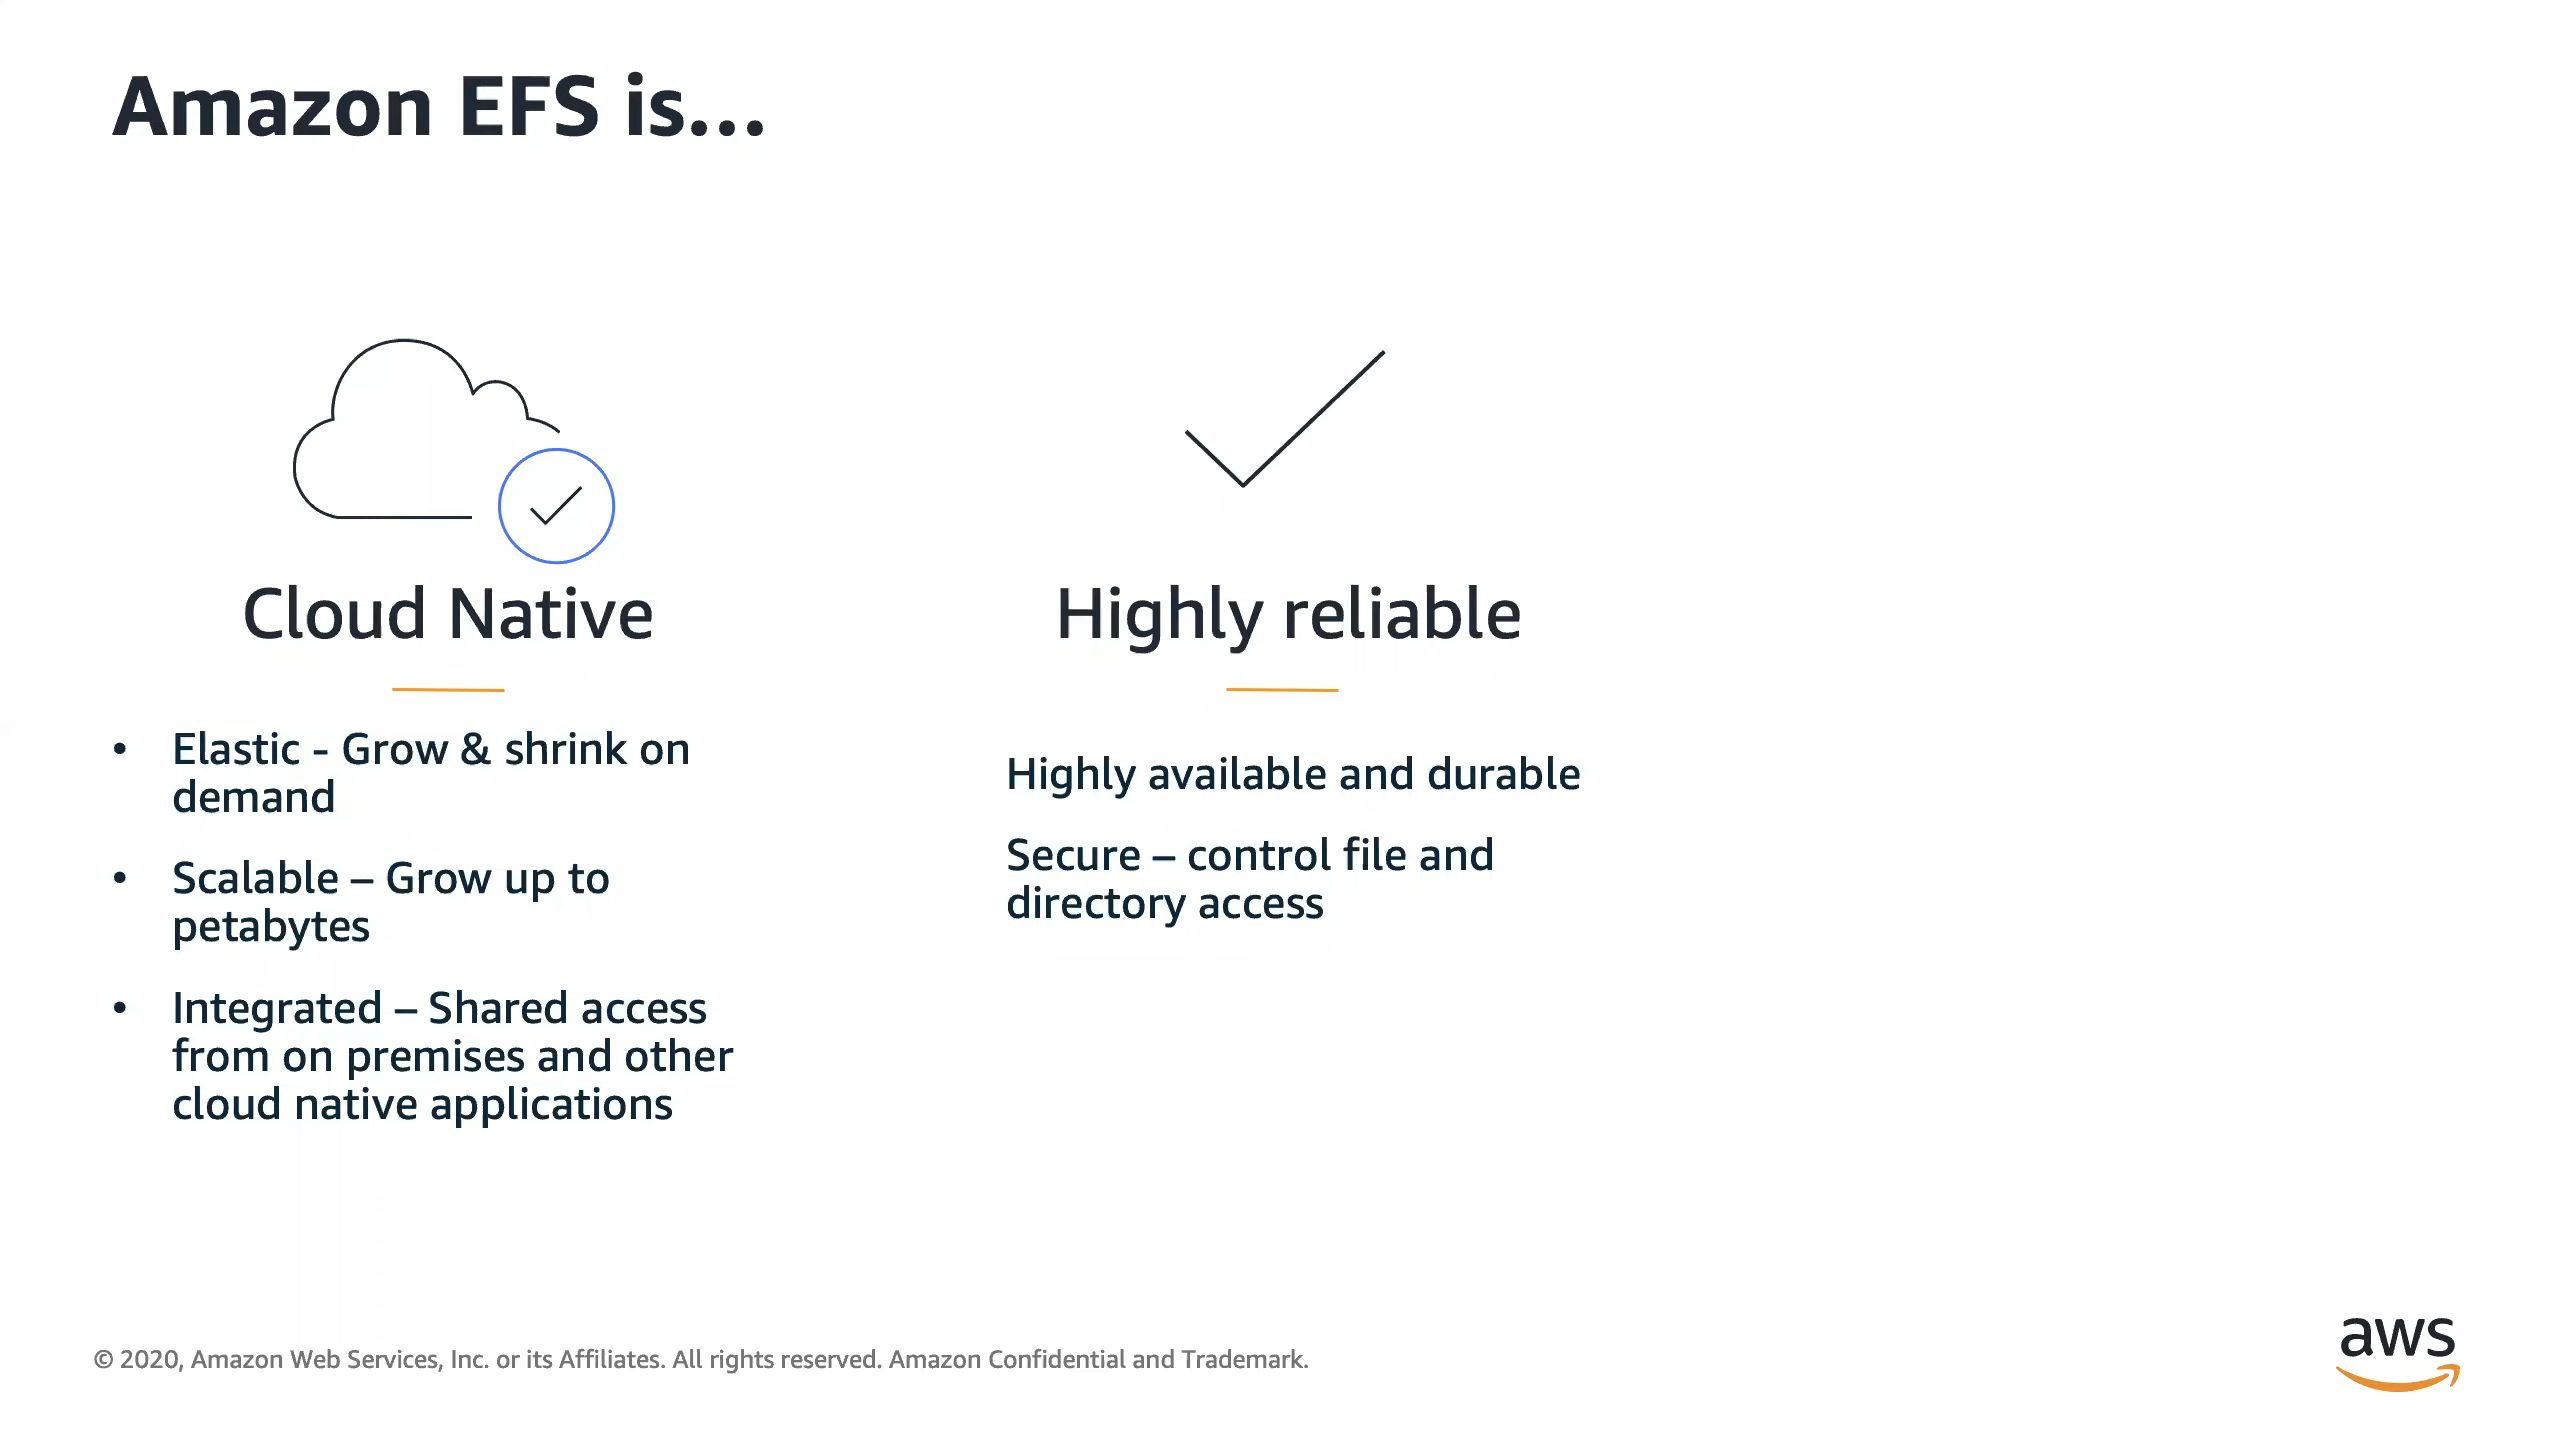 Amazon EFS is...
Cloud Native
• Elastic - Grow & shrink on
demand
• Scalable – Grow up to
petabytes
• Integrated – Shared access
from on premises and other
cloud native applications
Highly reliable
Highly available and durable
Secure – control file and
directory access
© 2020, Amazon Web Services, Inc. or its Affiliates. All rights reserved. Amazon Confidential and Trademark.
aws